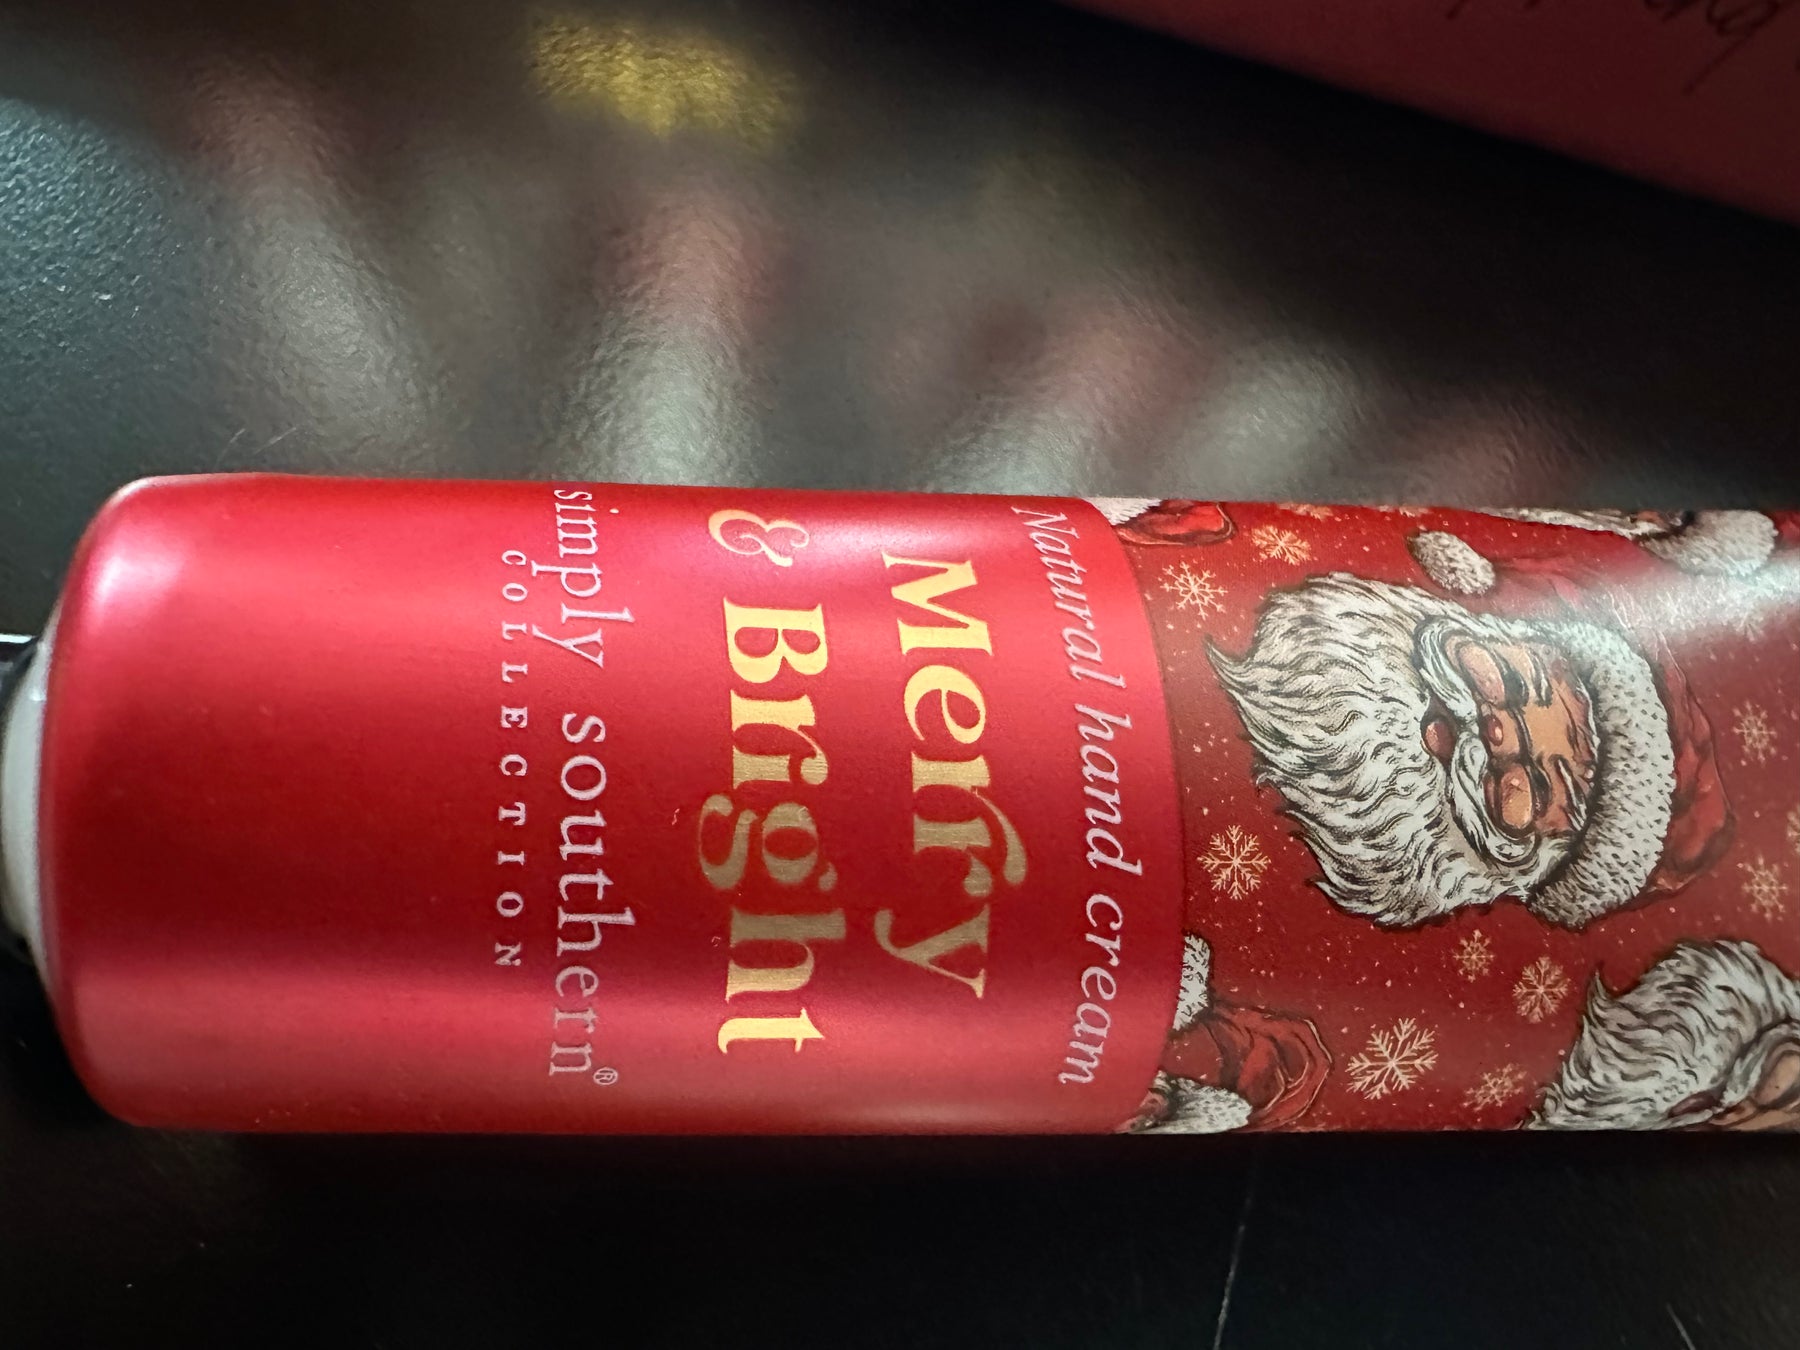 Natural hand cream
Merry
& Bright
simply southern®
COLLECTION